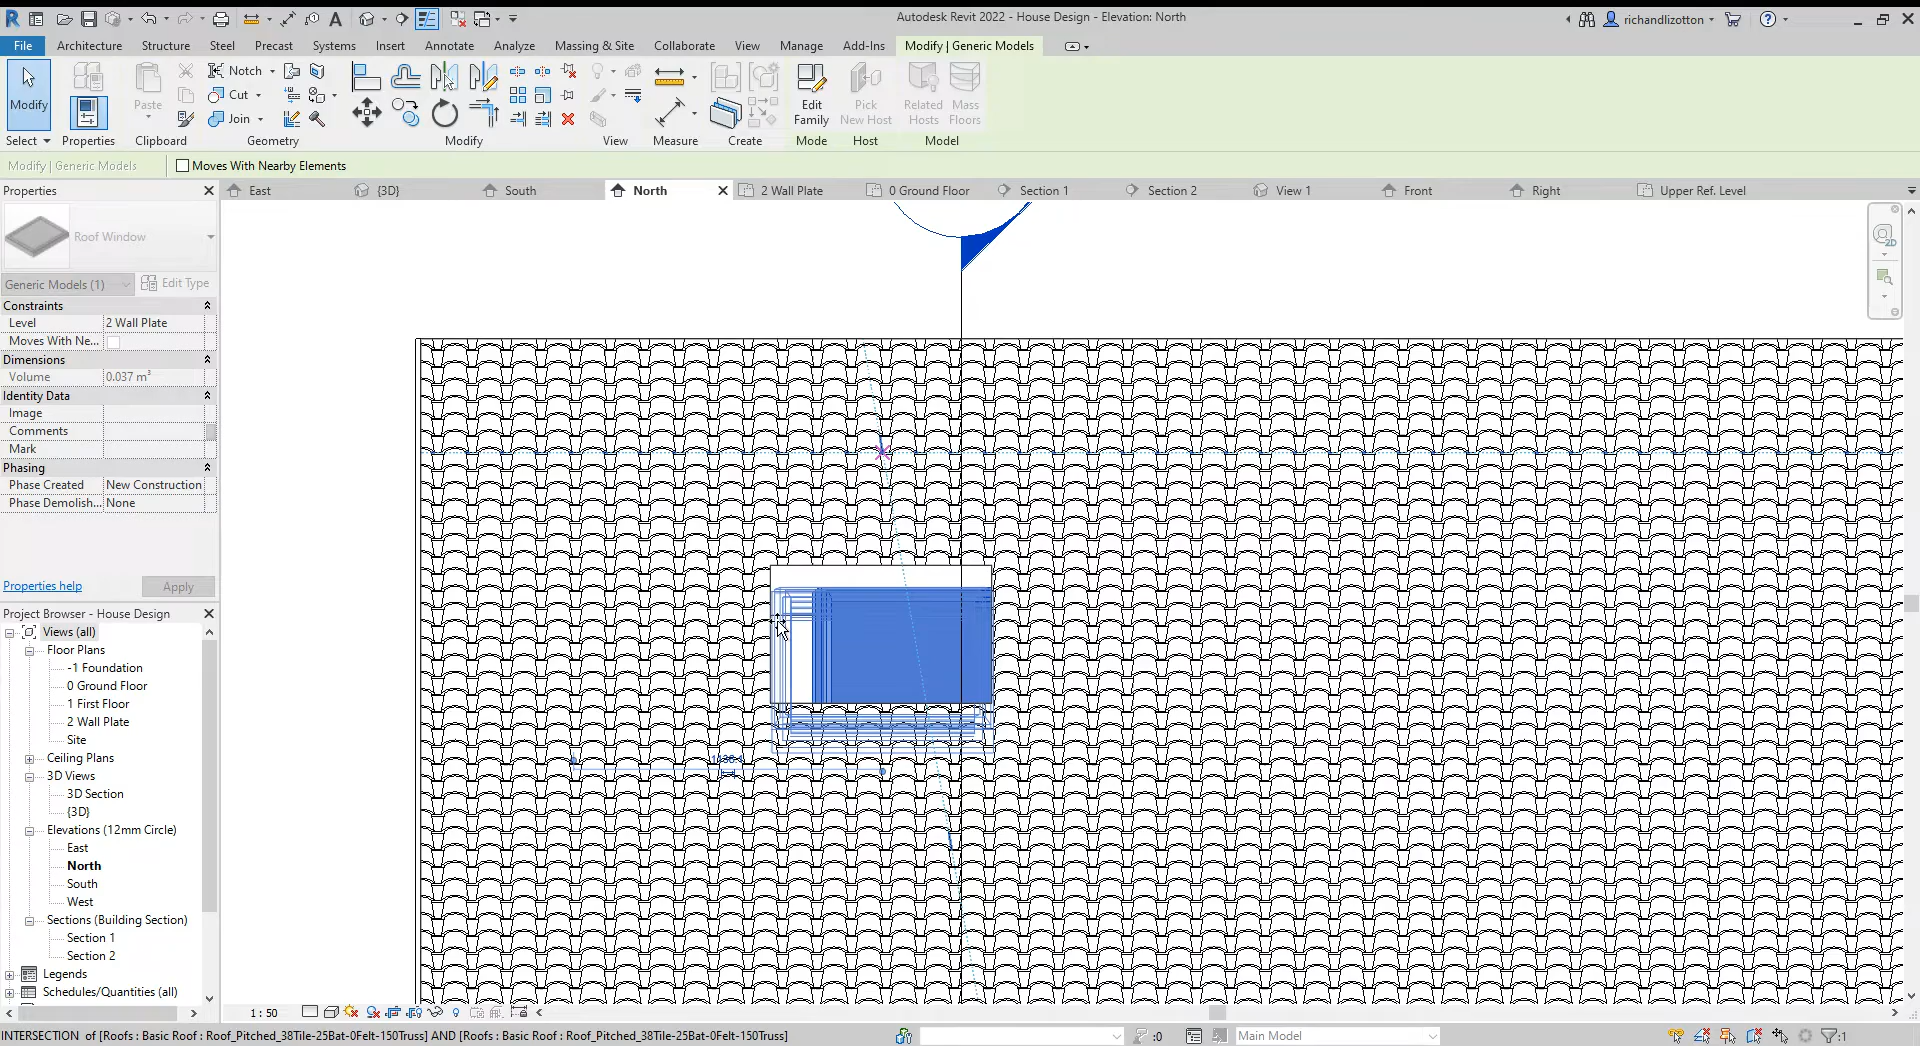 Autodesk Revit 2022 - House Design - Elevation: North
richandlizotton
File
Architecture
Structure
Steel
Precast
Systems
Insert
Annotate
Analyze
Massing & Site
Collaborate
View
Manage
Add-Ins
Modify | Generic Models
Modify
Paste
Notch
Cut
Join
Edit Family
Pick New Host
Related Hosts
Mass Floors
Select
Properties
Clipboard
Geometry
Modify
View
Measure
Create
Mode
Host
Model
Modify | Generic Models
Moves With Nearby Elements
Properties
East
{3D}
South
North
2 Wall Plate
0 Ground Floor
Section 1
Section 2
View 1
Front
Right
Upper Ref. Level
Roof Window
Generic Models (1)
Edit Type
Constraints
Level 2 Wall Plate
Moves With Ne...
Dimensions
Volume 0.037 m³
Identity Data
Image
Comments
Mark
Phasing
Phase Created New Construction
Phase Demolish... None
Properties help
Apply
Project Browser - House Design
Views (all)
Floor Plans
-1 Foundation
0 Ground Floor
1 First Floor
2 Wall Plate
Site
Ceiling Plans
3D Views
3D Section
{3D}
Elevations (12mm Circle)
East
North
South
West
Sections (Building Section)
Section 1
Section 2
Legends
Schedules/Quantities (all)
2D
1 : 50
INTERSECTION of [Roofs : Basic Roof : Roof_Pitched_38Tile-25Bat-0Felt-150Truss] AND [Roofs : Basic Roof : Roof_Pitched_38Tile-25Bat-0Felt-150Truss]
:0
Main Model
:1